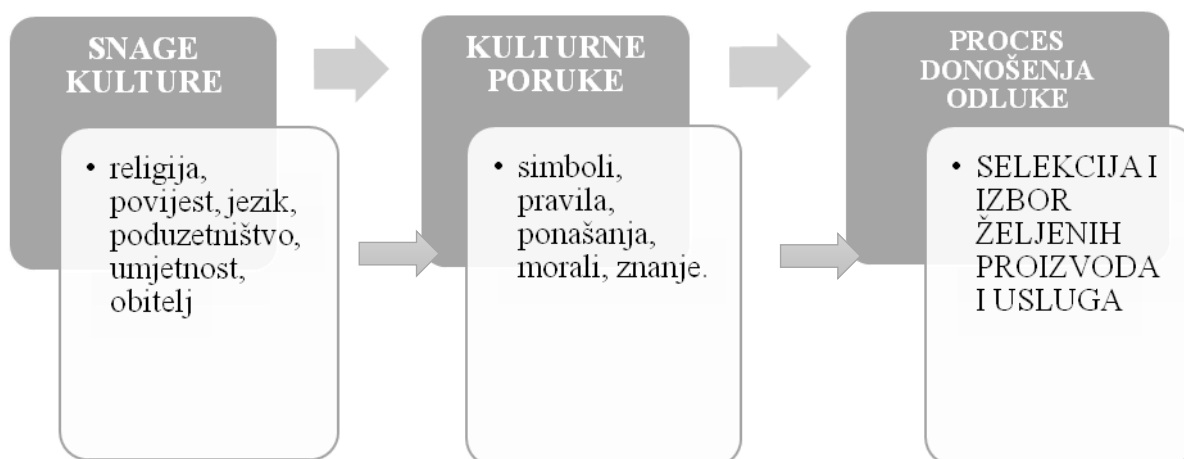 SNAGE
KULTURE
• religija,
povijest, jezik,
poduzetništvo,
umjetnost,
obitelj
KULTURNE
PORUKE
• simboli,
pravila,
ponašanja,
morali, znanje.
PROCES
DONOŠENJA
ODLUKE
• SELEKCIJA I
IZBOR
ŽELJENIH
PROIZVODA
I USLUGA